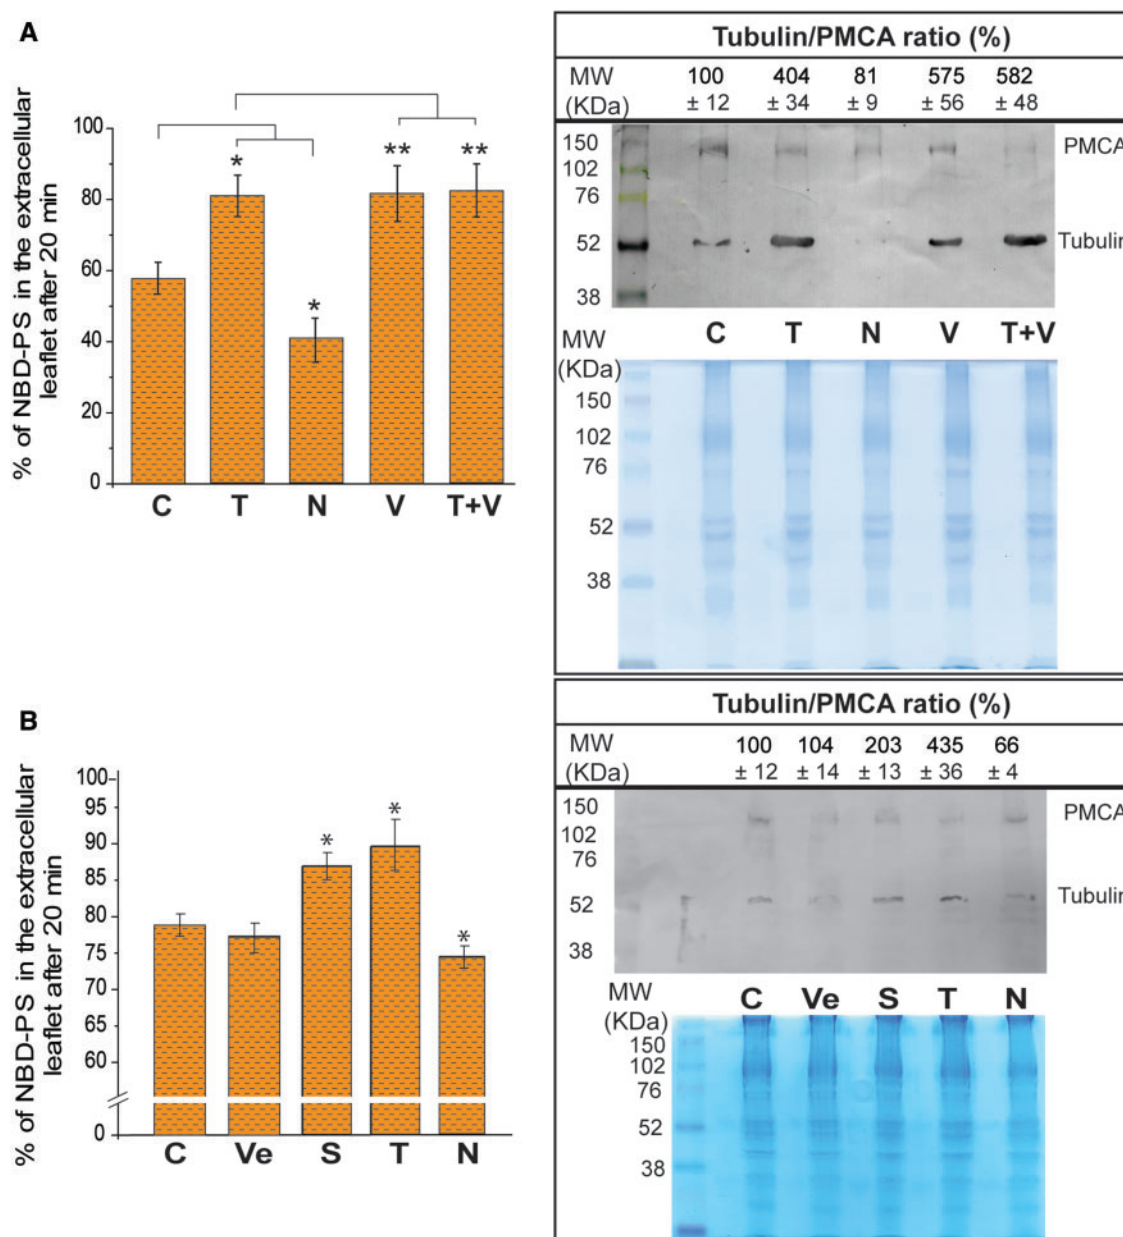 A
% of NBD-PS in the extracellular
leaflet after 20 min
100
80
60
40
20
0
* * ** **
C T N V T+V
Tubulin/PMCA ratio (%)
MW 100 404 81 575 582
(KDa) ± 12 ± 34 ± 9 ± 56 ± 48
150 PMCA
102
76
52 Tubulin
38
MW C T N V T+V
(KDa)
150
102
76
52
38
B
% of NBD-PS in the extracellular
leaflet after 20 min
100
95
90
85
80
75
70
65
60
0
* * *
C Ve S T N
Tubulin/PMCA ratio (%)
MW 100 104 203 435 66
(KDa) ± 12 ± 14 ± 13 ± 36 ± 4
150 PMCA
102
76
52 Tubulin
38
MW C Ve S T N
(KDa)
150
102
76
52
38